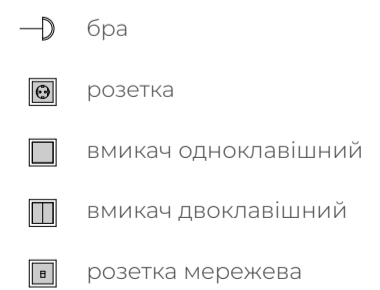 бра
розетка
вмикач одноклавішний
вмикач двоклавішний
розетка мережева